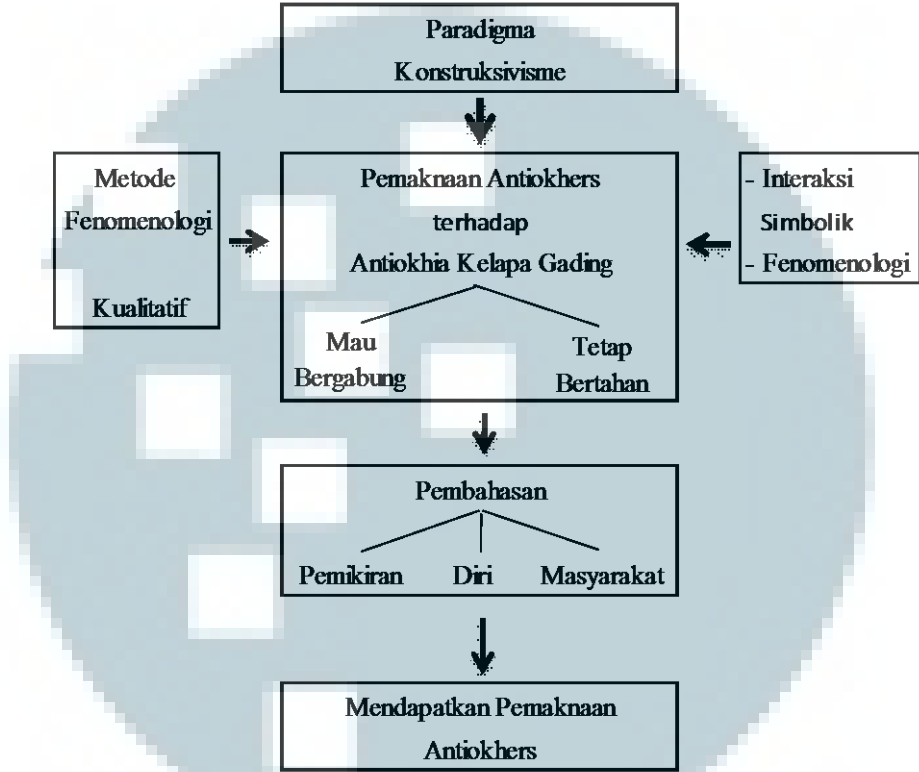 Paradigma
Konstruksivisme
Metode
Fenomenologi
Kualitatif
Pemaknaan Antiokhers
terhadap
Antiokhia Kelapa Gading
Mau
Bergabung
Tetap
Bertahan
- Interaksi
Simbolik
- Fenomenologi
Pembahasan
Pemikiran Diri Masyarakat
Mendapatkan Pemaknaan
Antiokhers